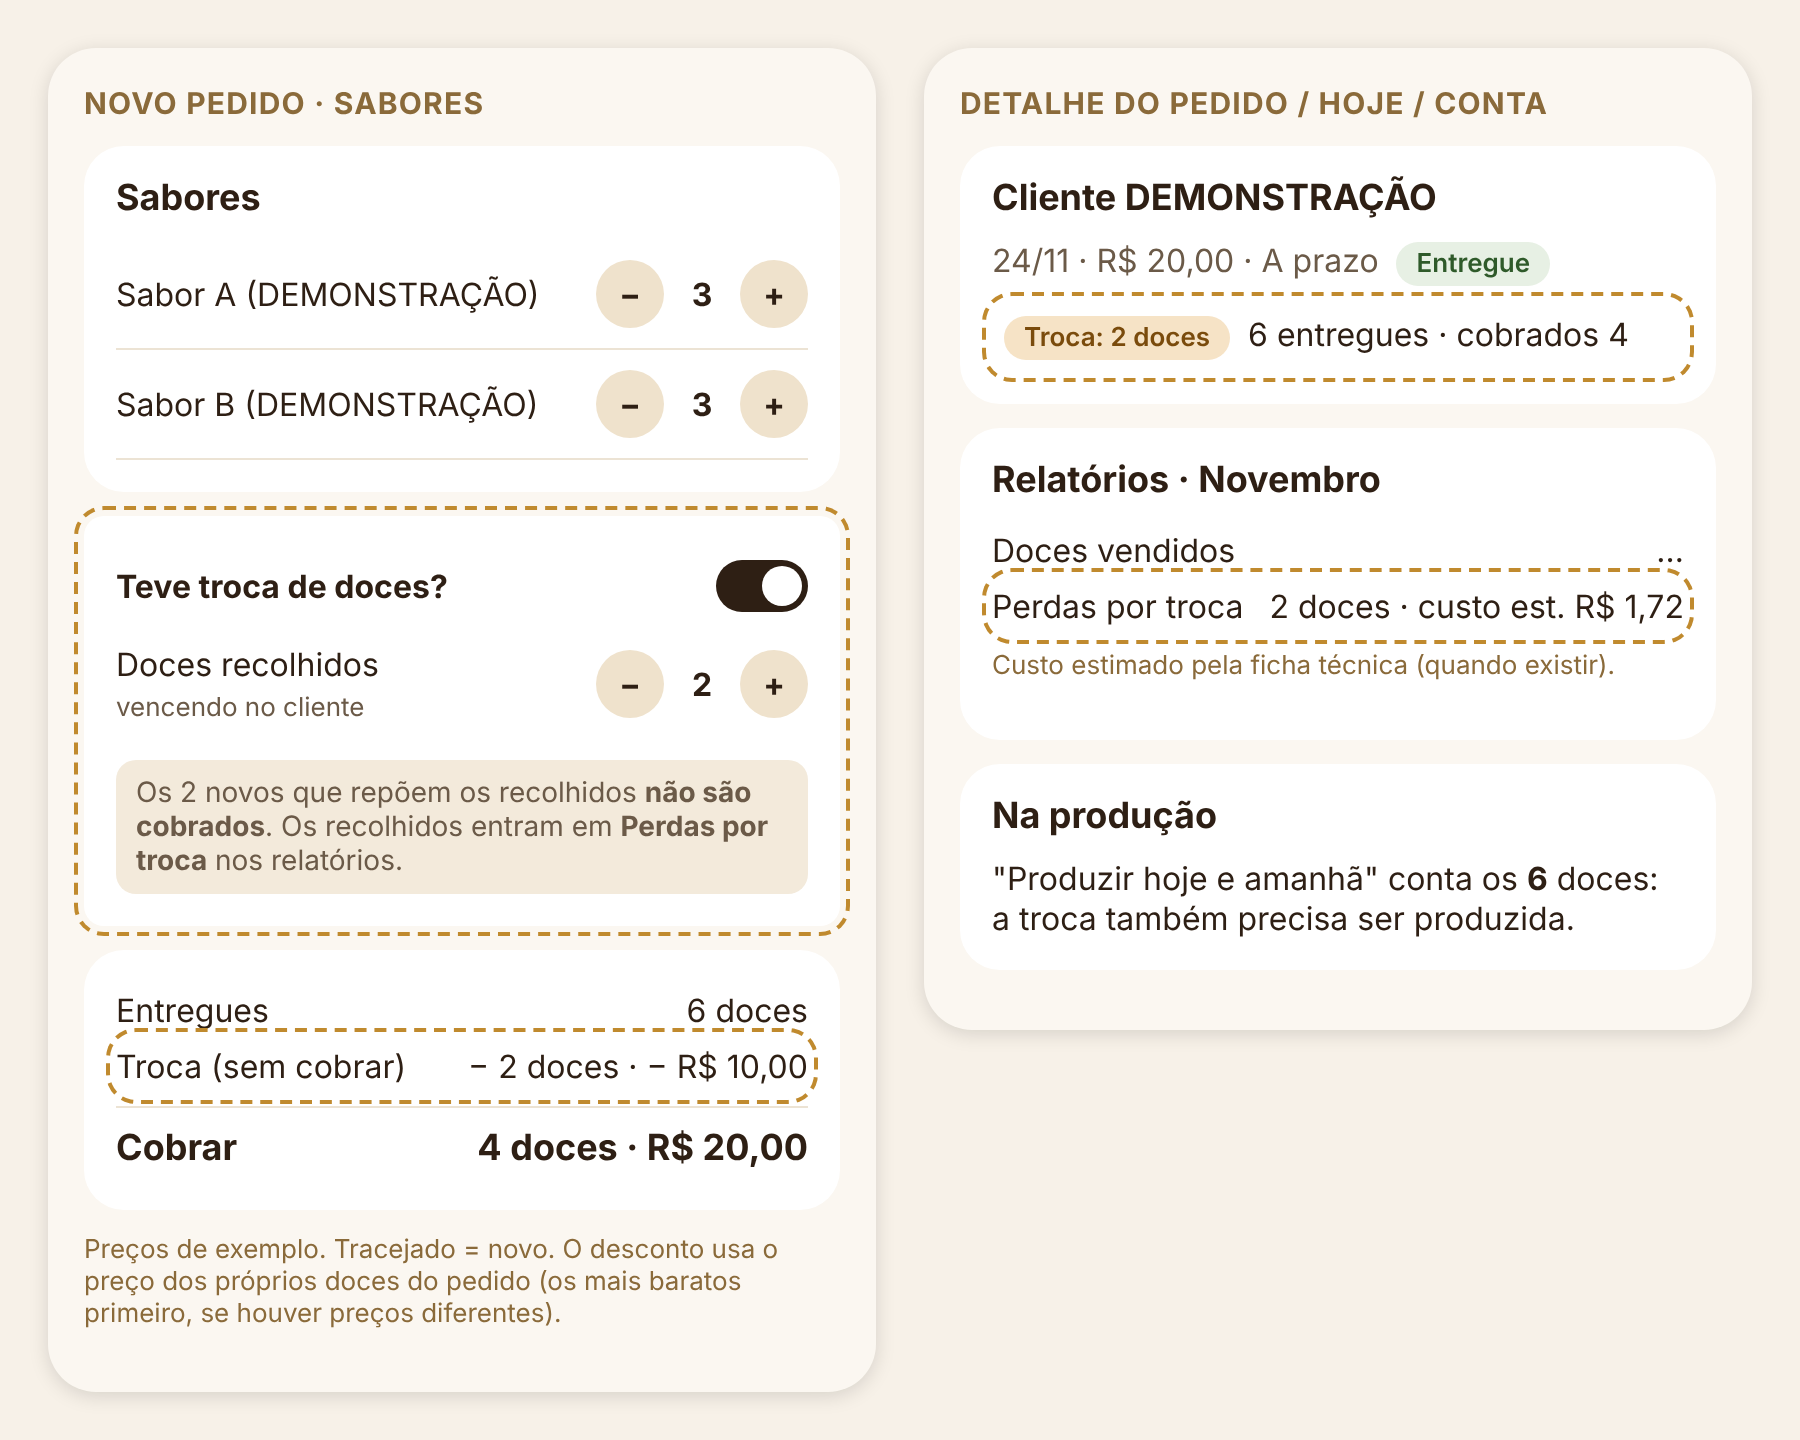 NOVO PEDIDO · SABORES
Sabores
Sabor A (DEMONSTRAÇÃO) – 3 +
Sabor B (DEMONSTRAÇÃO) – 3 +
Teve troca de doces?
Doces recolhidos
vencendo no cliente
– 2 +
Os 2 novos que repõem os recolhidos não são
cobrados. Os recolhidos entram em Perdas por
troca nos relatórios.
Entregues 6 doces
Troca (sem cobrar) − 2 doces · − R$ 10,00
Cobrar 4 doces · R$ 20,00
Preços de exemplo. Tracejado = novo. O desconto usa o
preço dos próprios doces do pedido (os mais baratos
primeiro, se houver preços diferentes).
DETALHE DO PEDIDO / HOJE / CONTA
Cliente DEMONSTRAÇÃO
24/11 · R$ 20,00 · A prazo Entregue
Troca: 2 doces 6 entregues · cobrados 4
Relatórios · Novembro
Doces vendidos ...
Perdas por troca 2 doces · custo est. R$ 1,72
Custo estimado pela ficha técnica (quando existir).
Na produção
"Produzir hoje e amanhã" conta os 6 doces:
a troca também precisa ser produzida.